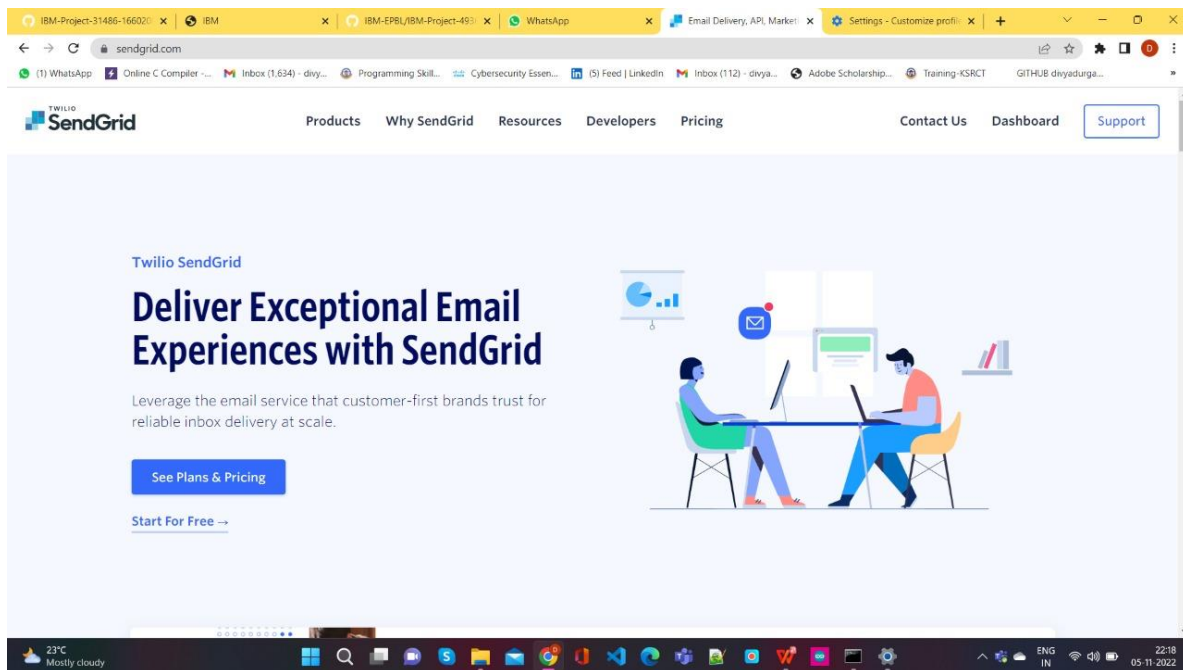 IBM-Project-31486-166020
IBM
IBM-EPBL/IBM-Project-493
WhatsApp
Email Delivery, API, Market
Settings - Customize profile
sendgrid.com
D
(1) WhatsApp
Online C Compiler -...
Inbox (1,634) - divy...
Programming Skill...
Cybersecurity Essen...
(5) Feed | LinkedIn
Inbox (112) - divya...
Adobe Scholarship...
Training-KSRCT
GITHUB divyadurga...
»
TWILIO
SendGrid
Products
Why SendGrid
Resources
Developers
Pricing
Contact Us
Dashboard
Support
Twilio SendGrid
Deliver Exceptional Email
Experiences with SendGrid
Leverage the email service that customer-first brands trust for
reliable inbox delivery at scale.
See Plans & Pricing
Start For Free →
23°C
Mostly cloudy
ENG
IN
22:18
05-11-2022